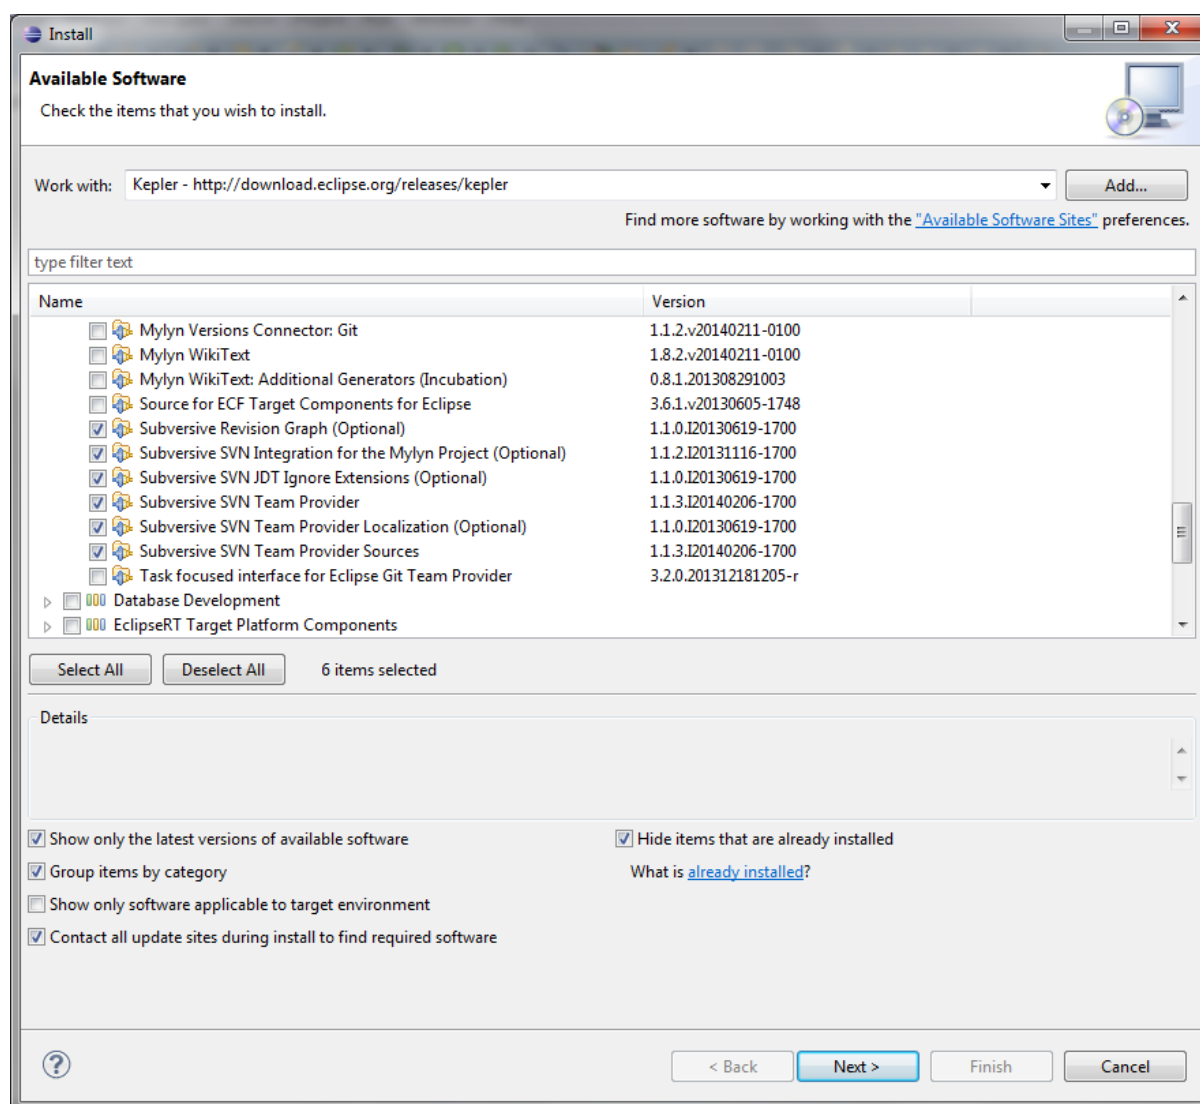 Install
Available Software
Check the items that you wish to install.
Work with: Kepler - http://download.eclipse.org/releases/kepler Add...
Find more software by working with the "Available Software Sites" preferences.
type filter text
Name Version
Mylyn Versions Connector: Git 1.1.2.v20140211-0100
Mylyn WikiText 1.8.2.v20140211-0100
Mylyn WikiText: Additional Generators (Incubation) 0.8.1.201308291003
Source for ECF Target Components for Eclipse 3.6.1.v20130605-1748
Subversive Revision Graph (Optional) 1.1.0.I20130619-1700
Subversive SVN Integration for the Mylyn Project (Optional) 1.1.2.I20131116-1700
Subversive SVN JDT Ignore Extensions (Optional) 1.1.0.I20130619-1700
Subversive SVN Team Provider 1.1.3.I20140206-1700
Subversive SVN Team Provider Localization (Optional) 1.1.0.I20130619-1700
Subversive SVN Team Provider Sources 1.1.3.I20140206-1700
Task focused interface for Eclipse Git Team Provider 3.2.0.201312181205-r
Database Development
EclipseRT Target Platform Components
Select All Deselect All 6 items selected
Details
Show only the latest versions of available software Hide items that are already installed
Group items by category What is already installed?
Show only software applicable to target environment
Contact all update sites during install to find required software
? < Back Next > Finish Cancel